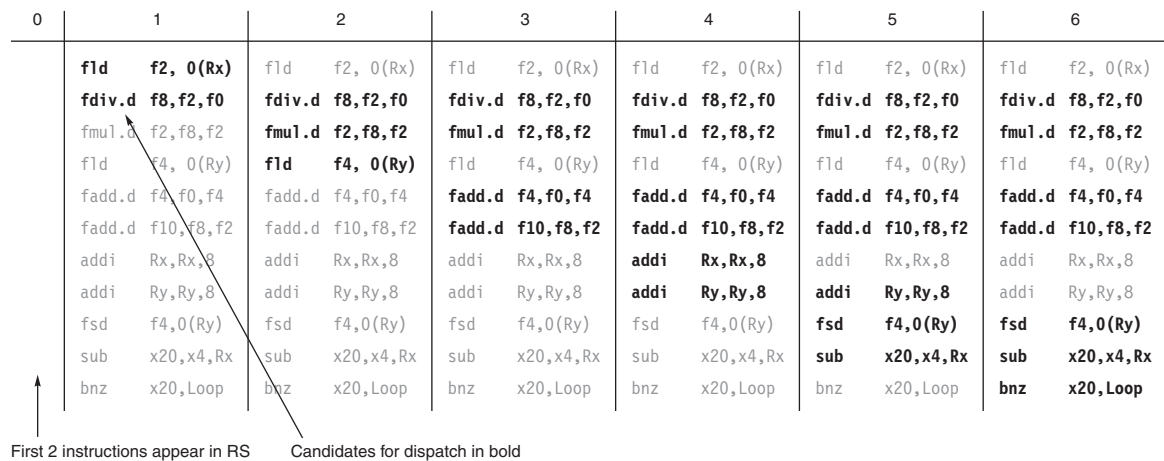 0 1 2 3 4 5 6
fld f2, 0(Rx) fld f2, 0(Rx) fld f2, 0(Rx) fld f2, 0(Rx) fld f2, 0(Rx) fld f2, 0(Rx)
fdiv.d f8,f2,f0 fdiv.d f8,f2,f0 fdiv.d f8,f2,f0 fdiv.d f8,f2,f0 fdiv.d f8,f2,f0 fdiv.d f8,f2,f0
fmul.d f2,f8,f2 fmul.d f2,f8,f2 fmul.d f2,f8,f2 fmul.d f2,f8,f2 fmul.d f2,f8,f2 fmul.d f2,f8,f2
fld f4, 0(Ry) fld f4, 0(Ry) fld f4, 0(Ry) fld f4, 0(Ry) fld f4, 0(Ry) fld f4, 0(Ry)
fadd.d f4,f0,f4 fadd.d f4,f0,f4 fadd.d f4,f0,f4 fadd.d f4,f0,f4 fadd.d f4,f0,f4 fadd.d f4,f0,f4
fadd.d f10,f8,f2 fadd.d f10,f8,f2 fadd.d f10,f8,f2 fadd.d f10,f8,f2 fadd.d f10,f8,f2 fadd.d f10,f8,f2
addi Rx,Rx,8 addi Rx,Rx,8 addi Rx,Rx,8 addi Rx,Rx,8 addi Rx,Rx,8 addi Rx,Rx,8
addi Ry,Ry,8 addi Ry,Ry,8 addi Ry,Ry,8 addi Ry,Ry,8 addi Ry,Ry,8 addi Ry,Ry,8
fsd f4,0(Ry) fsd f4,0(Ry) fsd f4,0(Ry) fsd f4,0(Ry) fsd f4,0(Ry) fsd f4,0(Ry)
sub x20,x4,Rx sub x20,x4,Rx sub x20,x4,Rx sub x20,x4,Rx sub x20,x4,Rx sub x20,x4,Rx
bnz x20,Loop bnz x20,Loop bnz x20,Loop bnz x20,Loop bnz x20,Loop bnz x20,Loop
First 2 instructions appear in RS Candidates for dispatch in bold